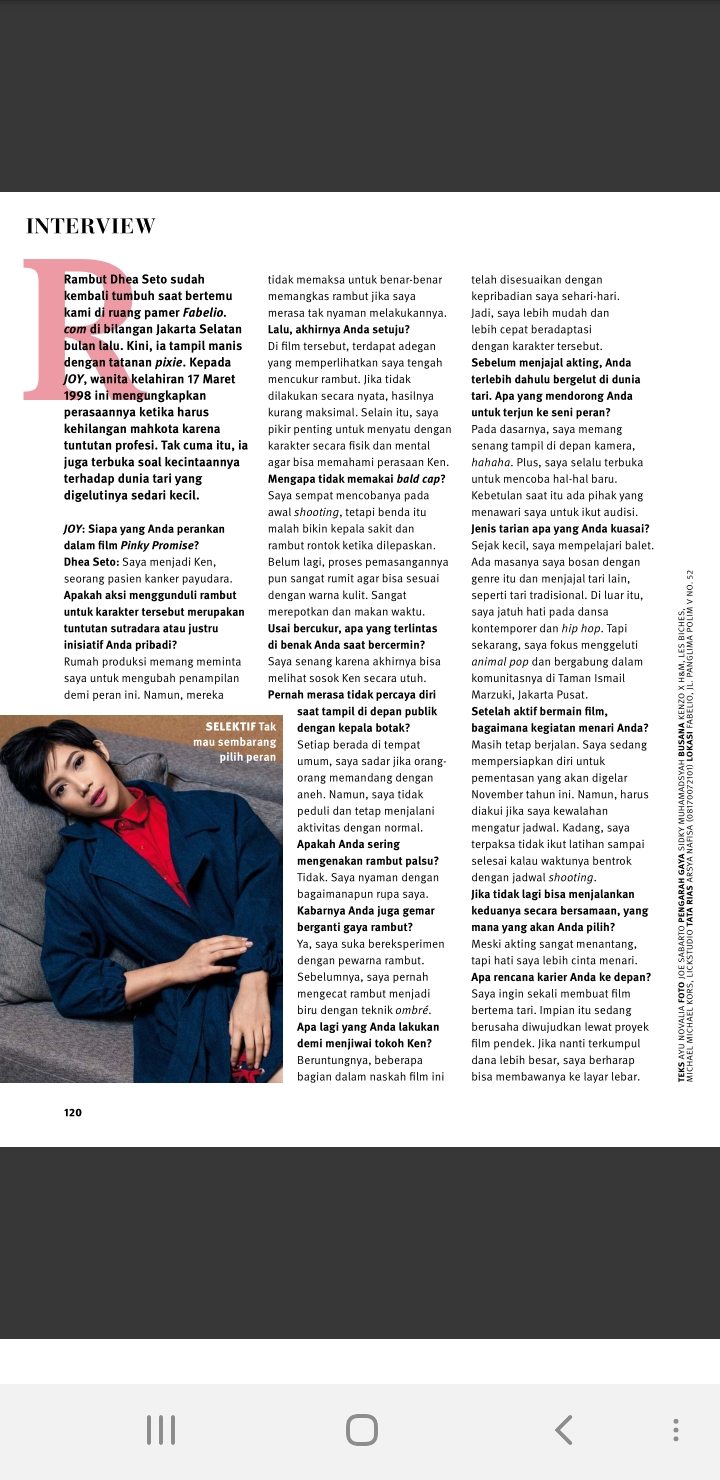 INTERVIEW
Rambut Dhea Seto sudah
kembali tumbuh saat bertemu
kami di ruang pamer Fabelio.
com di bilangan Jakarta Selatan
bulan lalu. Kini, ia tampil manis
dengan tatanan pixie. Kepada
JOY, wanita kelahiran 17 Maret
1998 ini mengungkapkan
perasaannya ketika harus
kehilangan mahkota karena
tuntutan profesi. Tak cuma itu, ia
juga terbuka soal kecintaannya
terhadap dunia tari yang
digelutinya sedari kecil.
JOY: Siapa yang Anda perankan
dalam film Pinky Promise?
Dhea Seto: Saya menjadi Ken,
seorang pasien kanker payudara.
Apakah aksi menggunduli rambut
untuk karakter tersebut merupakan
tuntutan sutradara atau justru
inisiatif Anda pribadi?
Rumah produksi memang meminta
saya untuk mengubah penampilan
demi peran ini. Namun, mereka
tidak memaksa untuk benar-benar
memangkas rambut jika saya
merasa tak nyaman melakukannya.
Lalu, akhirnya Anda setuju?
Di film tersebut, terdapat adegan
yang memperlihatkan saya tengah
mencukur rambut. Jika tidak
dilakukan secara nyata, hasilnya
kurang maksimal. Selain itu, saya
pikir penting untuk menyatu dengan
karakter secara fisik dan mental
agar bisa memahami perasaan Ken.
Mengapa tidak memakai bald cap?
Saya sempat mencobanya pada
awal shooting, tetapi benda itu
malah bikin kepala sakit dan
rambut rontok ketika dilepaskan.
Belum lagi, proses pemasangannya
pun sangat rumit agar bisa sesuai
dengan warna kulit. Sangat
merepotkan dan makan waktu.
Usai bercukur, apa yang terlintas
di benak Anda saat bercermin?
Saya senang karena akhirnya bisa
melihat sosok Ken secara utuh.
Pernah merasa tidak percaya diri
saat tampil di depan publik
dengan kepala botak?
Setiap berada di tempat
umum, saya sadar jika orang-
orang memandang dengan
aneh. Namun, saya tidak
peduli dan tetap menjalani
aktivitas dengan normal.
Apakah Anda sering
mengenakan rambut palsu?
Tidak. Saya nyaman dengan
bagaimanapun rupa saya.
Kabarnya Anda juga gemar
berganti gaya rambut?
Ya, saya suka bereksperimen
dengan pewarna rambut.
Sebelumnya, saya pernah
mengecat rambut menjadi
biru dengan teknik ombré.
Apa lagi yang Anda lakukan
demi menjiwai tokoh Ken?
Beruntungnya, beberapa
bagian dalam naskah film ini
telah disesuaikan dengan
kepribadian saya sehari-hari.
Jadi, saya lebih mudah dan
lebih cepat beradaptasi
dengan karakter tersebut.
Sebelum menjajal akting, Anda
terlebih dahulu bergelut di dunia
tari. Apa yang mendorong Anda
untuk terjun ke seni peran?
Pada dasarnya, saya memang
senang tampil di depan kamera,
hahaha. Plus, saya selalu terbuka
untuk mencoba hal-hal baru.
Kebetulan saat itu ada pihak yang
menawari saya untuk ikut audisi.
Jenis tarian apa yang Anda kuasai?
Sejak kecil, saya mempelajari balet.
Ada masanya saya bosan dengan
genre itu dan menjajal tari lain,
seperti tari tradisional. Di luar itu,
saya jatuh hati pada dansa
kontemporer dan hip hop. Tapi
sekarang, saya fokus menggeluti
animal pop dan bergabung dalam
komunitasnya di Taman Ismail
Marzuki, Jakarta Pusat.
Setelah aktif bermain film,
bagaimana kegiatan menari Anda?
Masih tetap berjalan. Saya sedang
mempersiapkan diri untuk
pementasan yang akan digelar
November tahun ini. Namun, harus
diakui jika saya kewalahan
mengatur jadwal. Kadang, saya
terpaksa tidak ikut latihan sampai
selesai kalau waktunya bentrok
dengan jadwal shooting.
Jika tidak lagi bisa menjalankan
keduanya secara bersamaan, yang
mana yang akan Anda pilih?
Meski akting sangat menantang,
tapi hati saya lebih cinta menari.
Apa rencana karier Anda ke depan?
Saya ingin sekali membuat film
bertema tari. Impian itu sedang
berusaha diwujudkan lewat proyek
film pendek. Jika nanti terkumpul
dana lebih besar, saya berharap
bisa membawanya ke layar lebar.
SELEKTIF Tak
mau sembarang
pilih peran
TEKS AYU NOVALIA FOTO JOE SABARTO PENGARAH GAYA SIDKY MUHAMADSYAH BUSANA KENZO X H&M, LES BICHES,
MICHAEL MICHAEL KORS, LICKSTUDIO TATA RIAS ARSYA NAFISA (08170072101) LOKASI FABELIO, JL. PANGLIMA POLIM V NO. 52
120